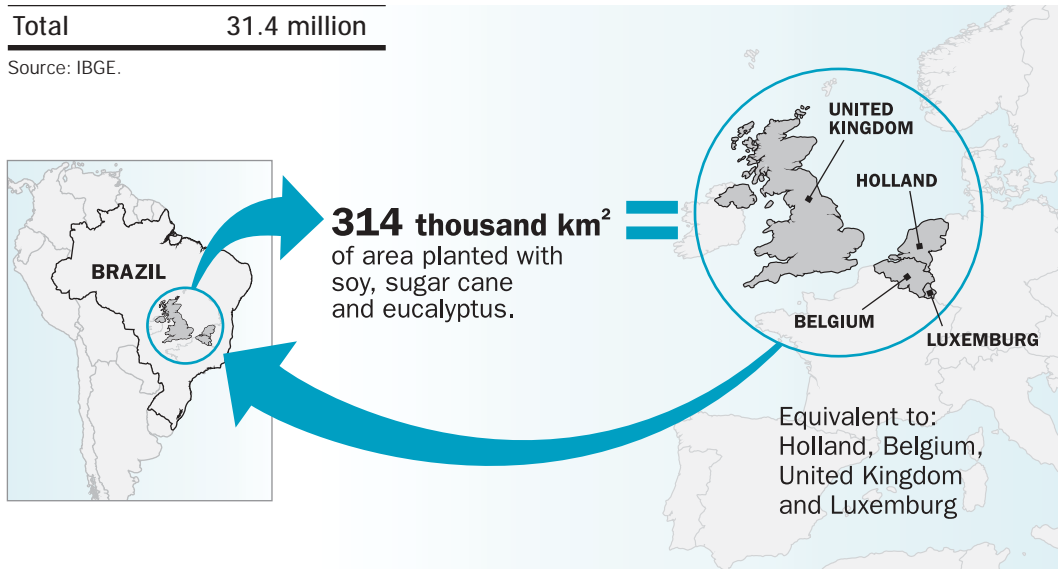 Total 31.4 million
Source: IBGE.
BRAZIL
314 thousand km²
of area planted with
soy, sugar cane
and eucalyptus.
=
UNITED
KINGDOM
HOLLAND
BELGIUM
LUXEMBURG
Equivalent to:
Holland, Belgium,
United Kingdom
and Luxemburg